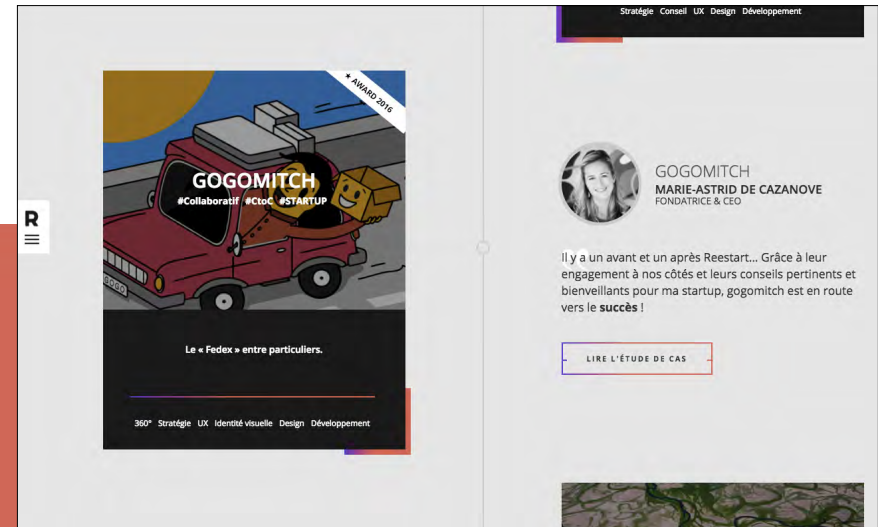 Stratégie Conseil UX Design Développement
★ AWARD 2016
GOGOMITCH
#Collaboratif #CtoC #STARTUP
GOGO
R
Le « Fedex » entre particuliers.
360° Stratégie UX Identité visuelle Design Développement
GOGOMITCH
MARIE-ASTRID DE CAZANOVE
FONDATRICE & CEO
Il y a un avant et un après Reestart... Grâce à leur
engagement à nos côtés et leurs conseils pertinents et
bienveillants pour ma startup, gogomitch est en route
vers le succès !
LIRE L'ÉTUDE DE CAS